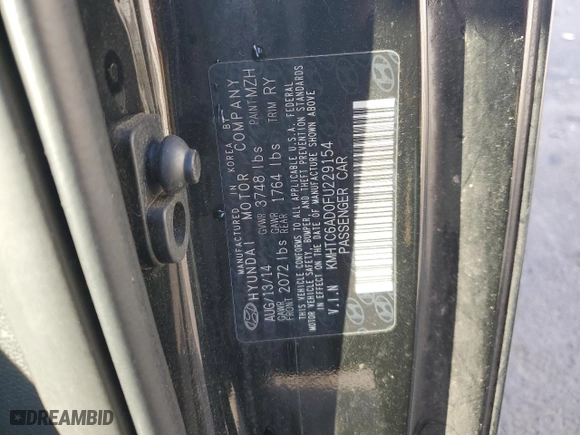 MANUFACTURED IN KOREA BY
HYUNDAI MOTOR COMPANY
AUG/13/14 GVWR 3748 lbs PAINT MZH
GAWR FRONT 2072 lbs GAWR REAR 1764 lbs TRIM RY
THIS VEHICLE CONFORMS TO ALL APPLICABLE U.S.A. FEDERAL
MOTOR VEHICLE SAFETY, BUMPER, AND THEFT PREVENTION STANDARDS
IN EFFECT ON THE DATE OF MANUFACTURE SHOWN ABOVE
V.I.N KMHTC6AD0FU229154
PASSENGER CAR
DREAMBID